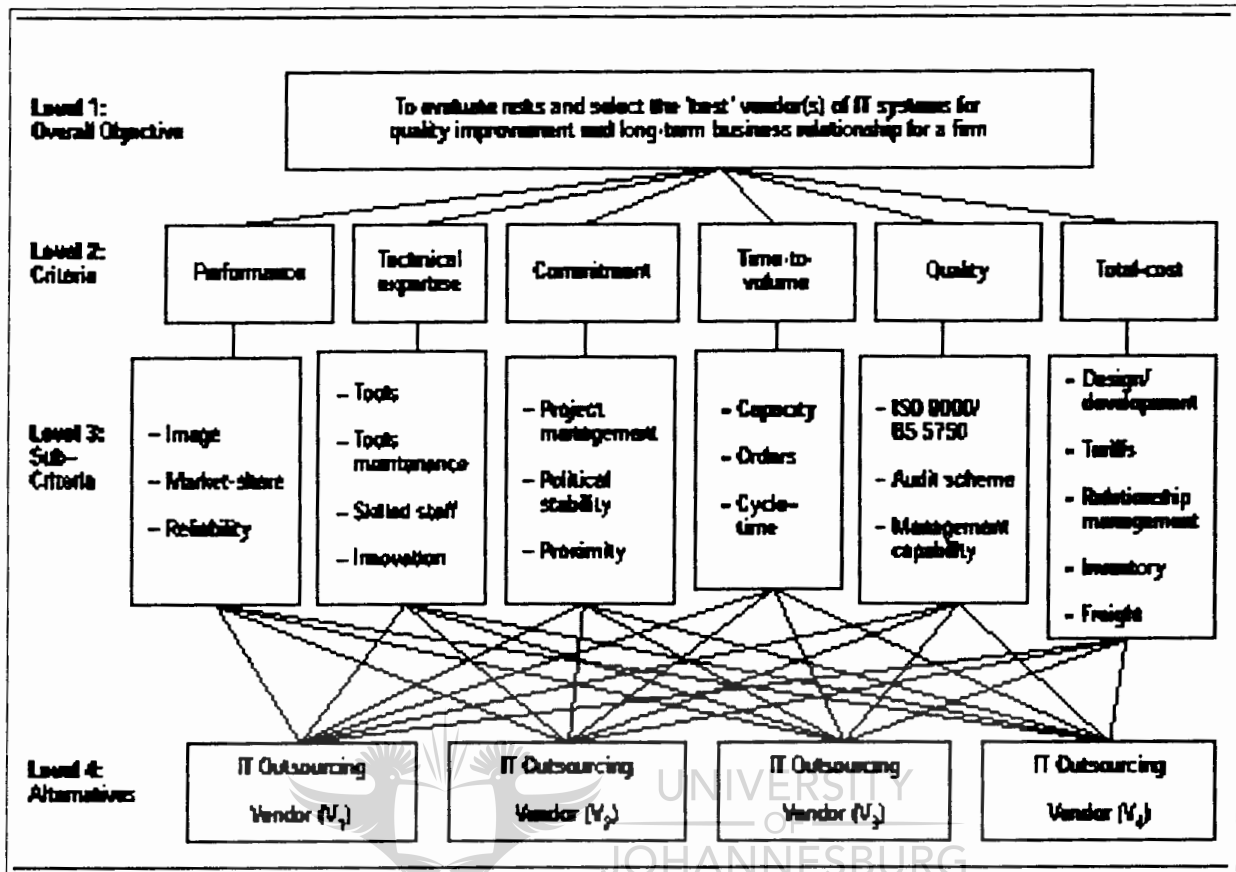 Level 1:
Overall Objective
To evaluate risks and select the 'best' vendor(s) of IT systems for
quality improvement and long-term business relationship for a firm
Level 2:
Criteria
Performance
Technical
expertise
Commitment
Time-to-
volume
Quality
Total-cost
Level 3:
Sub-
Criteria
– Image
– Market-share
– Reliability
– Tools
– Tools
maintenance
– Skilled staff
– Innovation
– Project
management
– Political
stability
– Proximity
– Capacity
– Orders
– Cycle-
time
– ISO 9000/
BS 5750
– Audit scheme
– Management
capability
– Design/
development
– Tariffs
– Relationship
management
– Inventory
– Freight
Level 4:
Alternatives
IT Outsourcing
Vendor (V₁)
IT Outsourcing
Vendor (V₂)
IT Outsourcing
Vendor (V₃)
IT Outsourcing
Vendor (V₄)
UNIVERSITY
OF
JOHANNESBURG